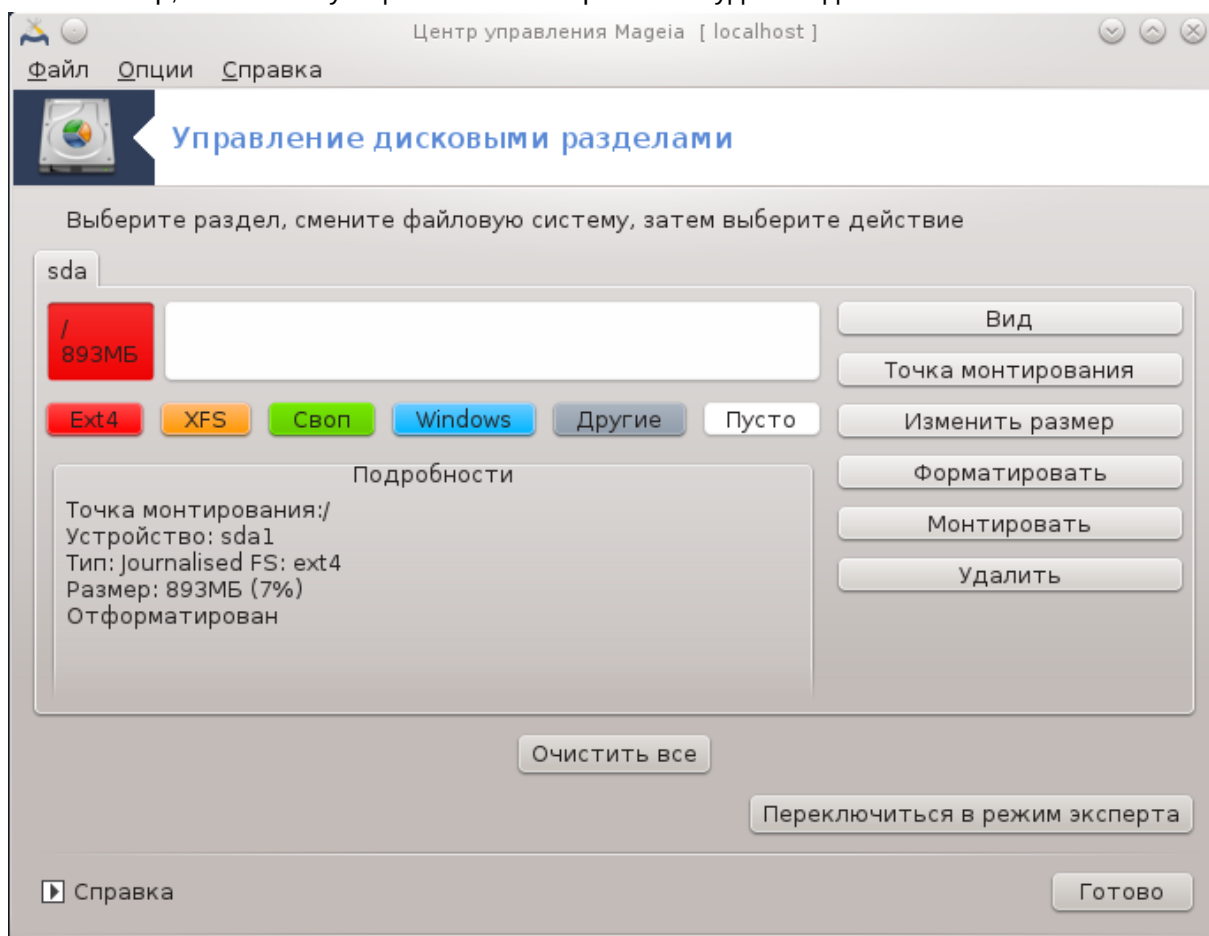 Центр управления Mageia [ localhost ]
Файл Опции Справка
Управление дисковыми разделами
Выберите раздел, смените файловую систему, затем выберите действие
sda
/
893МБ
Вид
Точка монтирования
Изменить размер
Форматировать
Монтировать
Удалить
Ext4 XFS Своп Windows Другие Пусто
Подробности
Точка монтирования:/
Устройство: sda1
Тип: Journalised FS: ext4
Размер: 893МБ (7%)
Отформатирован
Очистить все
Переключиться в режим эксперта
Справка
Готово